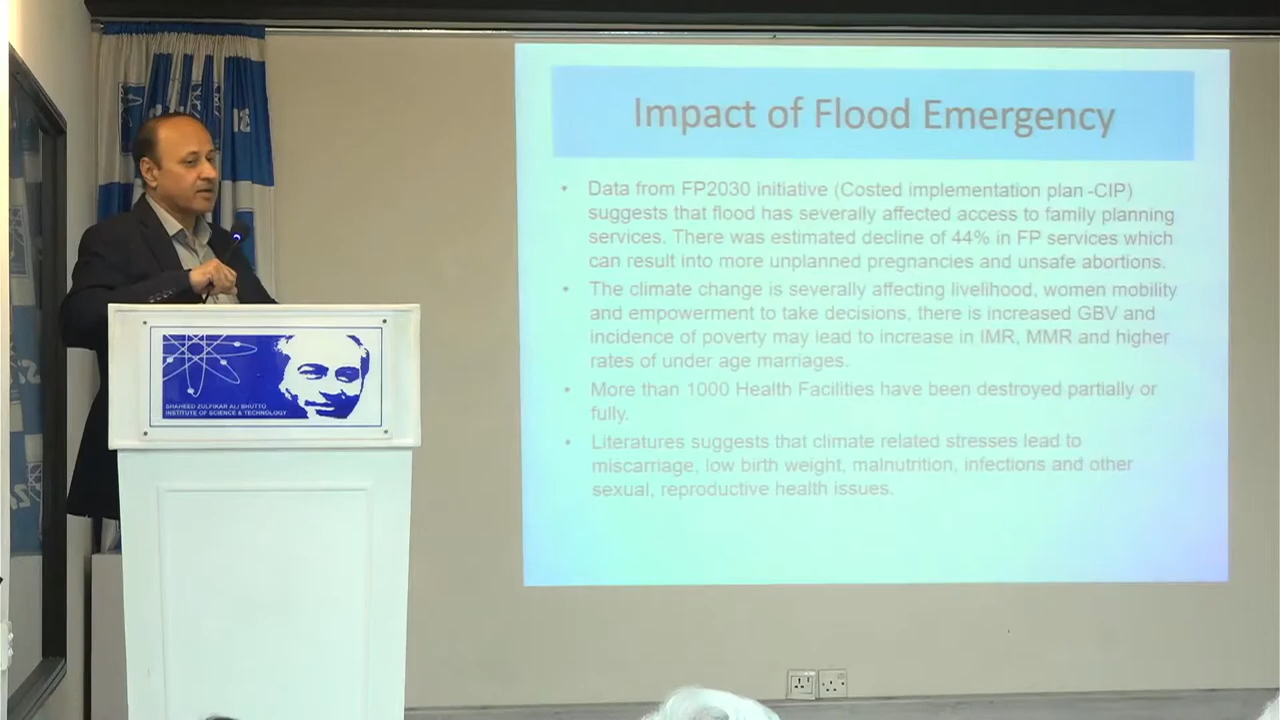 Impact of Flood Emergency
• Data from FP2030 initiative (Costed implementation plan -CIP)
suggests that flood has severally affected access to family planning
services. There was estimated decline of 44% in FP services which
can result into more unplanned pregnancies and unsafe abortions.
• The climate change is severally affecting livelihood, women mobility
and empowerment to take decisions, there is increased GBV and
incidence of poverty may lead to increase in IMR, MMR and higher
rates of under age marriages.
• More than 1000 Health Facilities have been destroyed partially or
fully.
• Literatures suggests that climate related stresses lead to
miscarriage, low birth weight, malnutrition, infections and other
sexual, reproductive health issues.
SHAHEED ZULFIKAR ALI BHUTTO
INSTITUTE OF SCIENCE & TECHNOLOGY